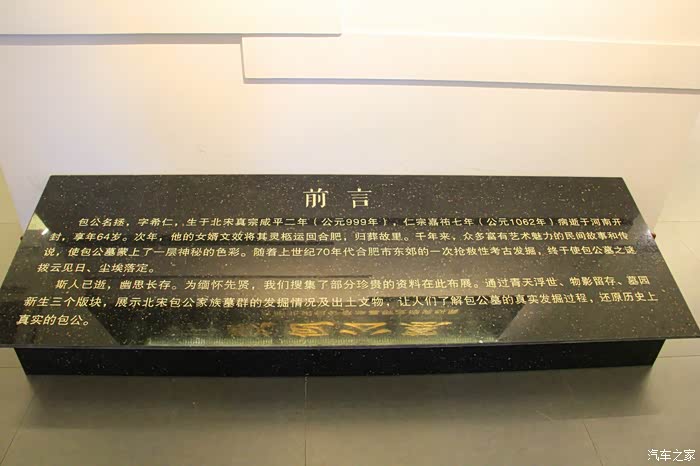 前言
包公名拯，字希仁，生于北宋真宗咸平二年（公元999年），仁宗嘉祐七年（公元1062年）病逝于河南开
封，享年64岁。次年，他的女婿文效将其灵柩运回合肥，归葬故里。千年来，众多富有艺术魅力的民间故事和传
说，使包公墓蒙上了一层神秘的色彩。随着上世纪70年代合肥市东郊的一次抢救性考古发掘，终于使包公墓之谜
拨云见日、尘埃落定。
斯人已逝，幽思长存。为缅怀先贤，我们搜集了部分珍贵的资料在此布展。通过青天浮世、物影留存、墓园
新生三个版块，展示北宋包公家族墓群的发掘情况及出土文物，让人们了解包公墓的真实发掘过程，还原历史上
真实的包公。
汽车之家